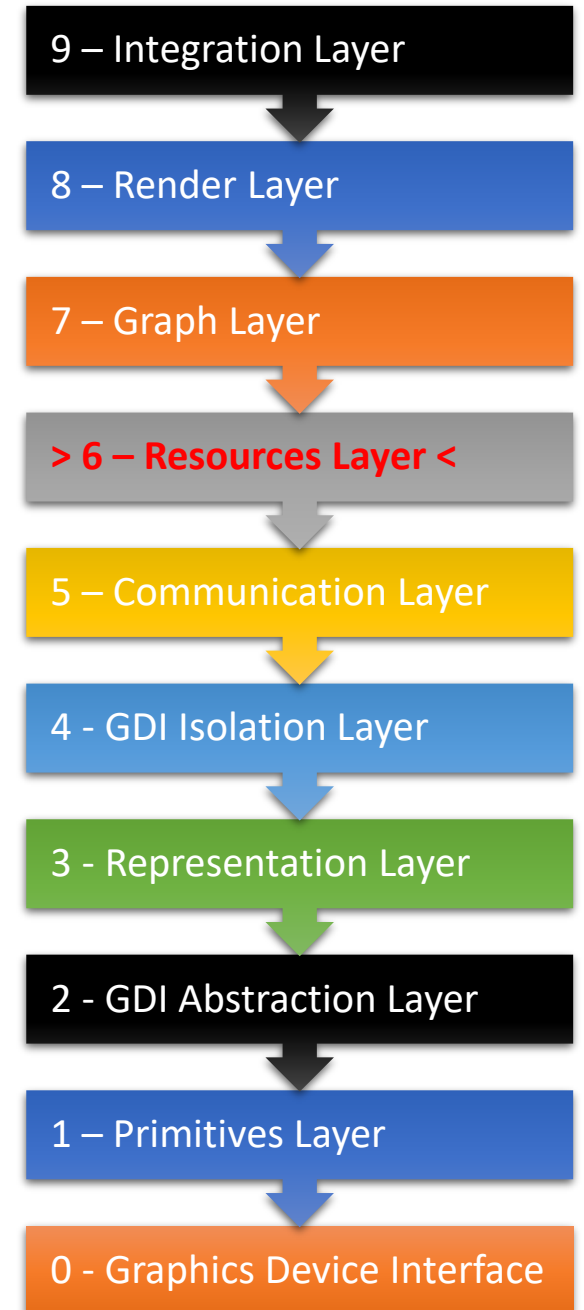 9 – Integration Layer
8 – Render Layer
7 – Graph Layer
> 6 – Resources Layer <
5 – Communication Layer
4 - GDI Isolation Layer
3 - Representation Layer
2 - GDI Abstraction Layer
1 – Primitives Layer
0 - Graphics Device Interface